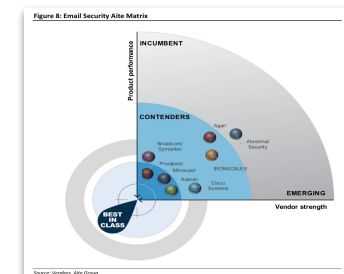 Figure 8: Email Security Aite Matrix
Product performance
INCUMBENT
CONTENDERS
Agari
Abnormal
Security
Broadcom/
Symantec
Proofpoint
IRONSCALES
Mimecast
Avanan
Cisco
Systems
EMERGING
Vendor strength
BEST
IN
CLASS
Source: Vendors, Aite Group